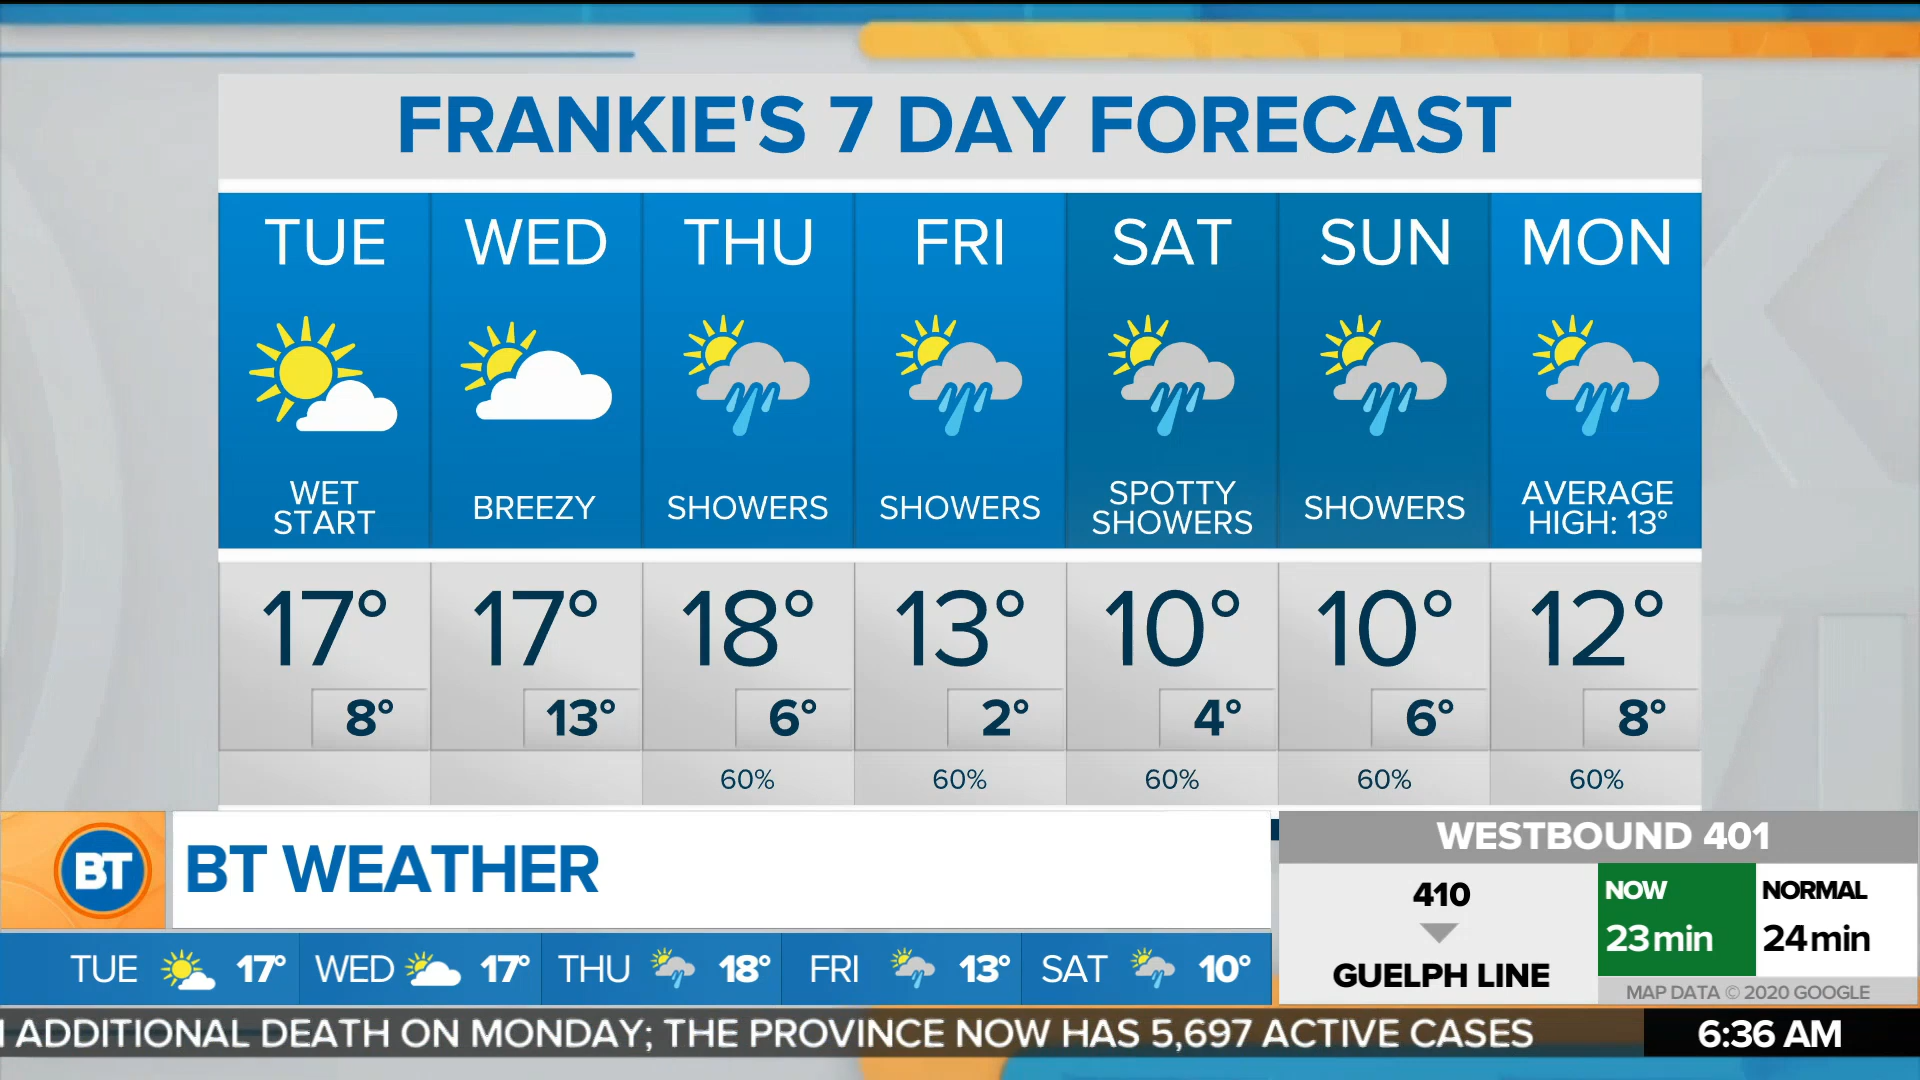 FRANKIE'S 7 DAY FORECAST
TUE WED THU FRI SAT SUN MON
WET START
BREEZY
SHOWERS
SHOWERS
SPOTTY SHOWERS
SHOWERS
AVERAGE HIGH: 13°
17° 17° 18° 13° 10° 10° 12°
8° 13° 6° 2° 4° 6° 8°
60% 60% 60% 60% 60%
BT
BT WEATHER
WESTBOUND 401
410
GUELPH LINE
NOW
23 min
NORMAL
24 min
MAP DATA © 2020 GOOGLE
TUE 17° WED 17° THU 18° FRI 13° SAT 10°
ADDITIONAL DEATH ON MONDAY; THE PROVINCE NOW HAS 5,697 ACTIVE CASES
6:36 AM